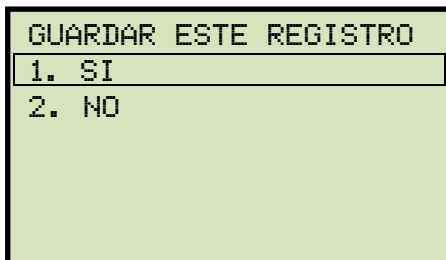 GUARDAR ESTE REGISTRO
1. SI
2. NO